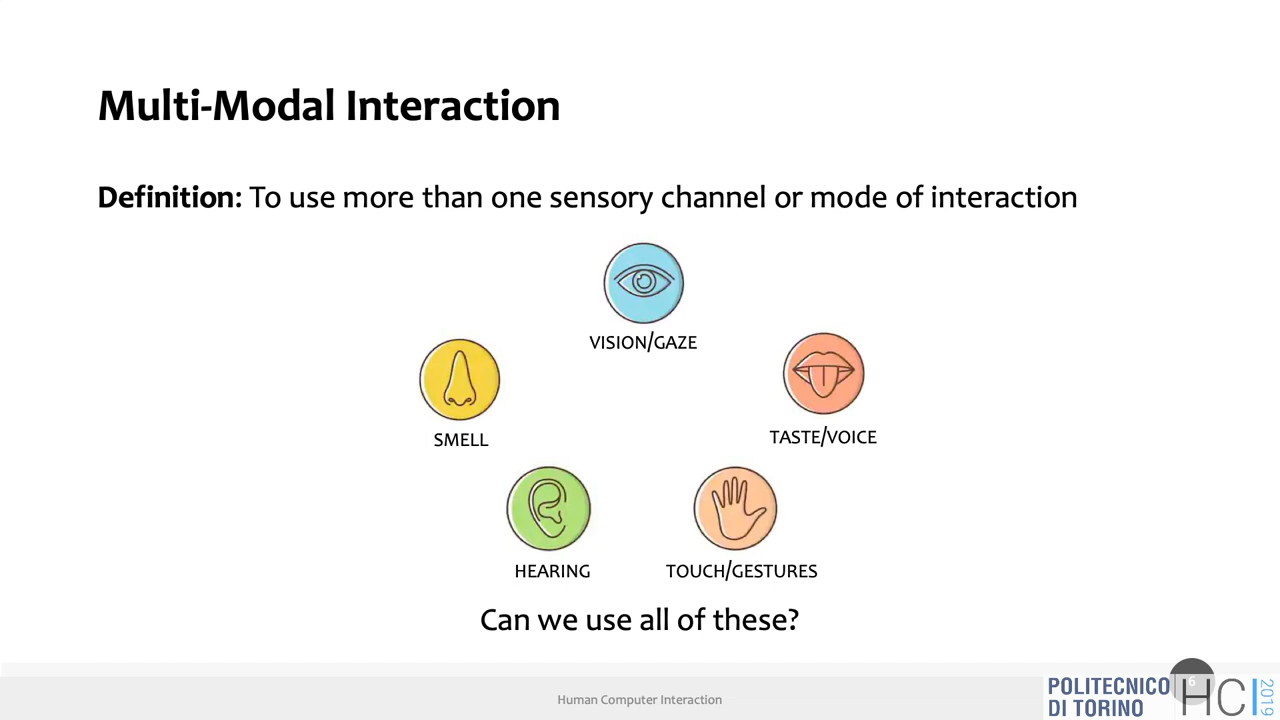 Multi-Modal Interaction
Definition: To use more than one sensory channel or mode of interaction
VISION/GAZE
SMELL
TASTE/VOICE
HEARING
TOUCH/GESTURES
Can we use all of these?
Human Computer Interaction
POLITECNICO
DI TORINO
6
HCI
2019